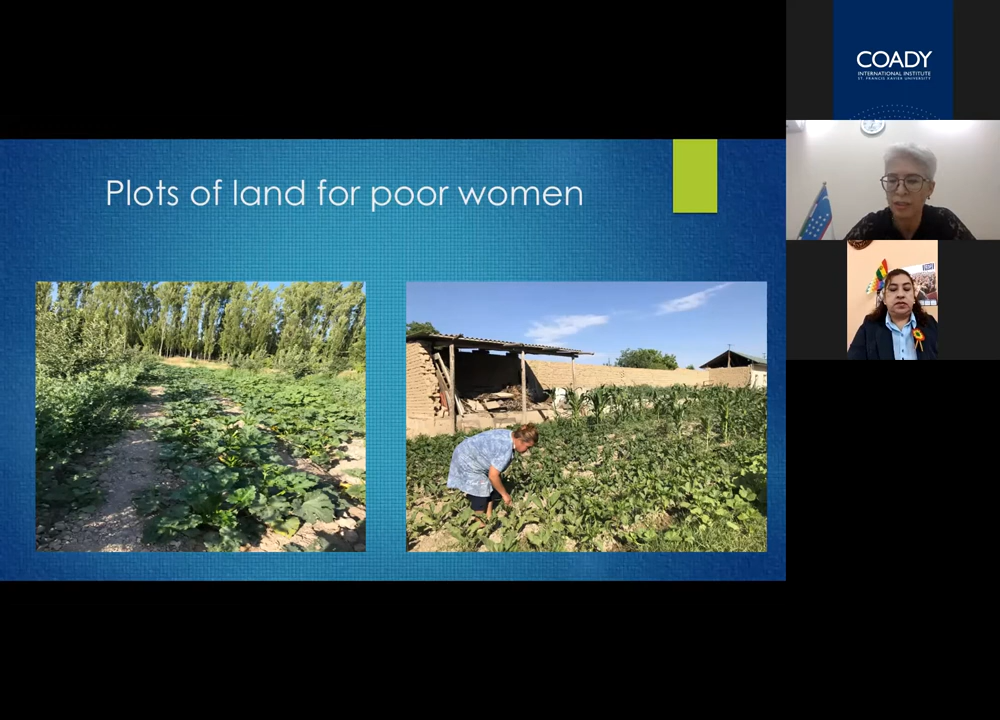 Plots of land for poor women
COADY
INTERNATIONAL INSTITUTE
ST. FRANCIS XAVIER UNIVERSITY